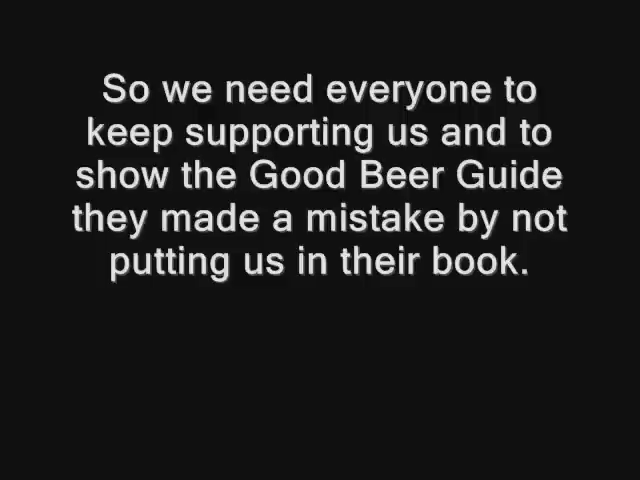 So we need everyone to
keep supporting us and to
show the Good Beer Guide
they made a mistake by not
putting us in their book.